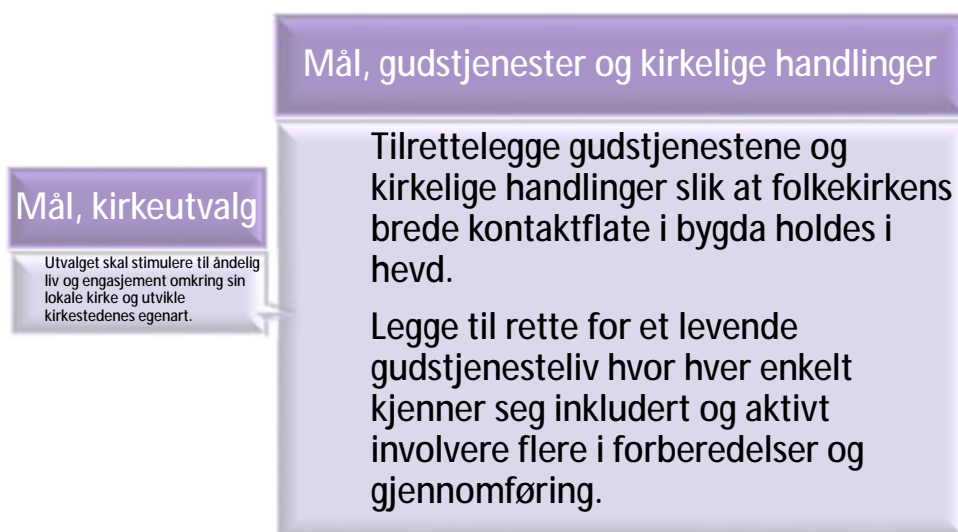 Mål, kirkeutvalg
Utvalget skal stimulere til åndelig
liv og engasjement omkring sin
lokale kirke og utvikle
kirkestedenes egenart.
Mål, gudstjenester og kirkelige handlinger
Tilrettelegge gudstjenestene og
kirkelige handlinger slik at folkekirkens
brede kontaktflate i bygda holdes i
hevd.
Legge til rette for et levende
gudstjenesteliv hvor hver enkelt
kjenner seg inkludert og aktivt
involvere flere i forberedelser og
gjennomføring.